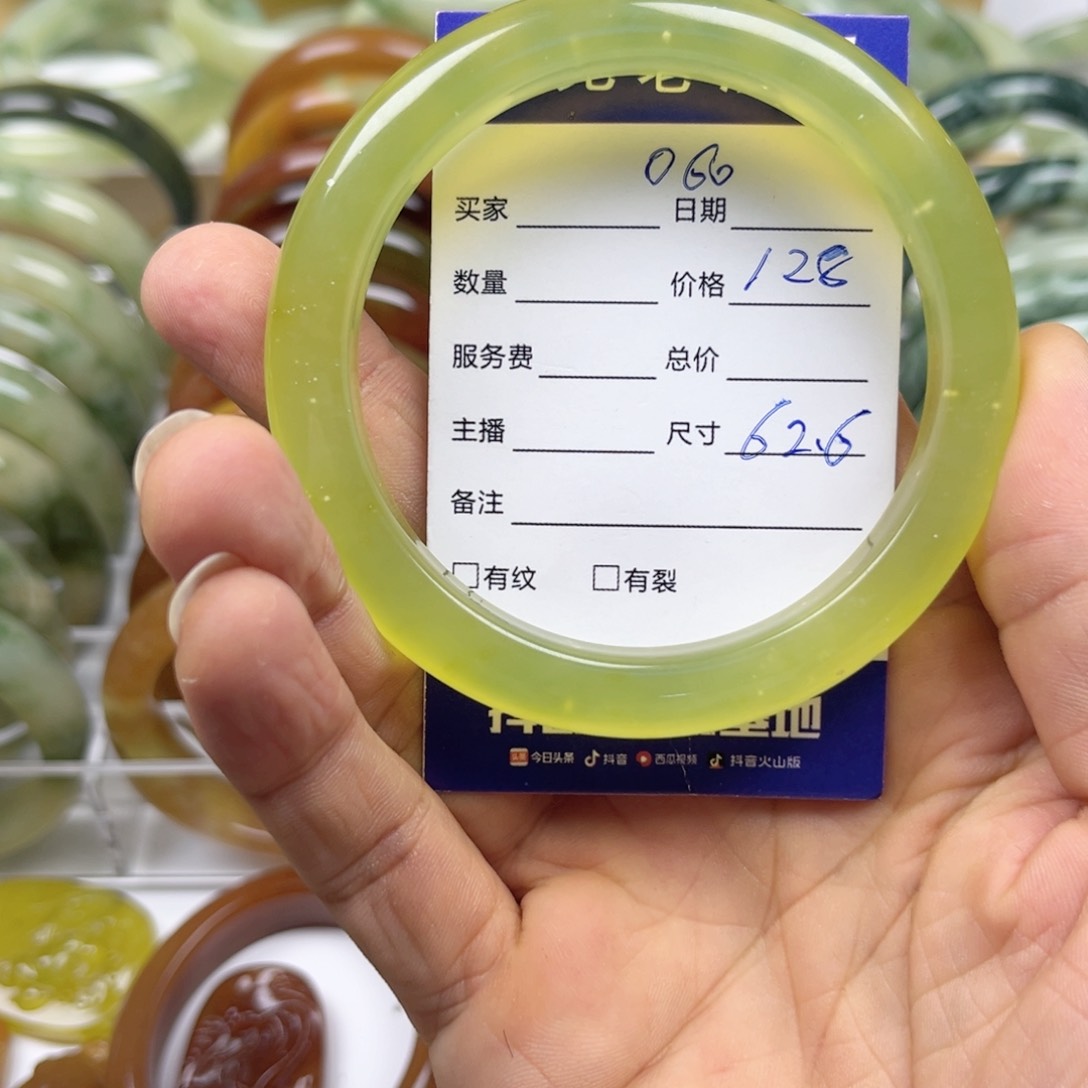 066
买家 日期
数量 价格 128
服务费 总价
主播 尺寸 62.6
备注
□有纹 □有裂
头条 今日头条 抖音 西瓜视频 抖音火山版